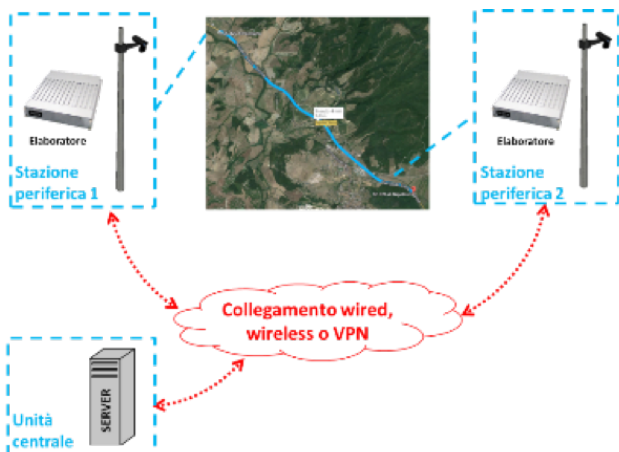 Elaboratore
Stazione
periferica 1
Elaboratore
Stazione
periferica 2
Collegamento wired,
wireless o VPN
SERVER
Unità
centrale